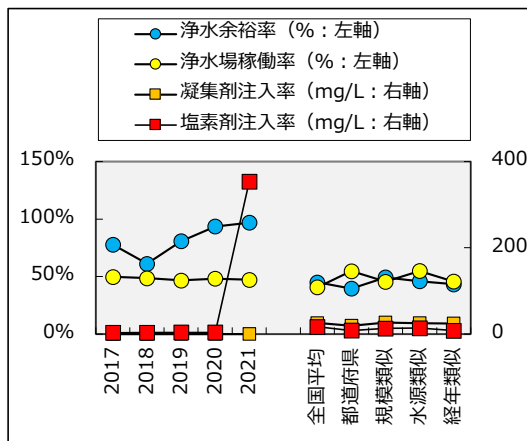 浄水余裕率（%：左軸）
浄水場稼働率（%：左軸）
凝集剤注入率（mg/L：右軸）
塩素剤注入率（mg/L：右軸）
150%
100%
50%
0%
400
200
0
2017
2018
2019
2020
2021
全国平均
都道府県
規模類似
水源類似
経年類似